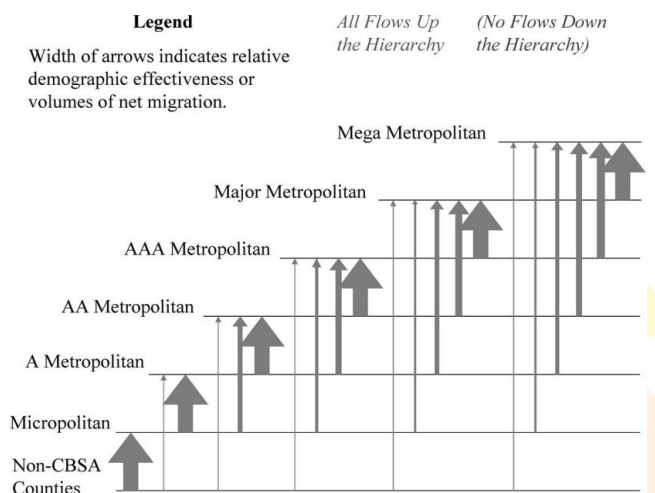 Legend
Width of arrows indicates relative
demographic effectiveness or
volumes of net migration.
All Flows Up
the Hierarchy
(No Flows Down
the Hierarchy)
Mega Metropolitan
Major Metropolitan
AAA Metropolitan
AA Metropolitan
A Metropolitan
Micropolitan
Non-CBSA
Counties